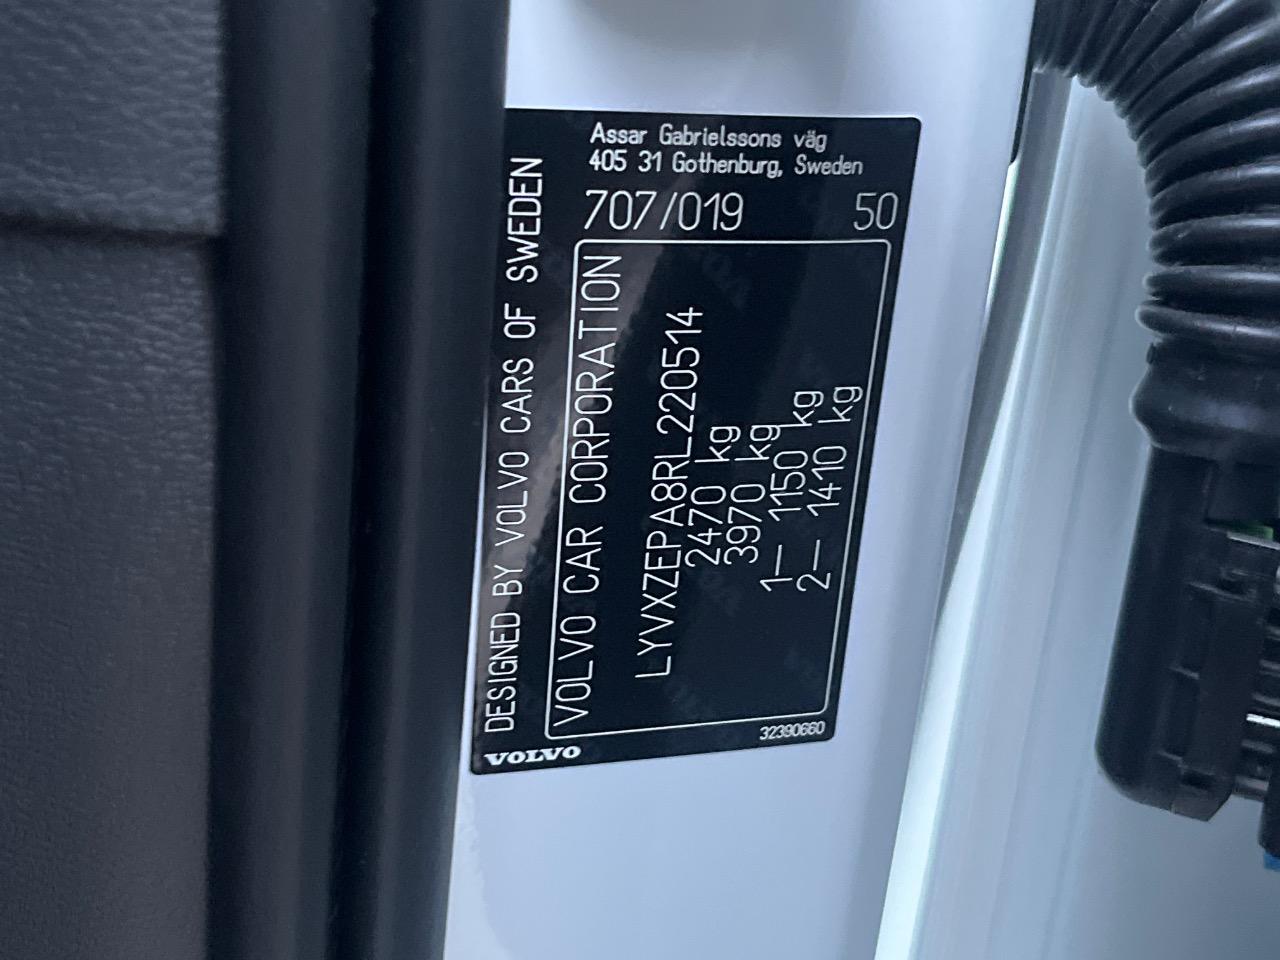 Assar Gabrielssons väg
405 31 Gothenburg, Sweden
707/019 50
DESIGNED BY VOLVO CARS OF SWEDEN
VOLVO CAR CORPORATION
LYVXZEPA8RL220514
2470 kg
3970 kg
1– 1150 kg
2– 1410 kg
32390660
VOLVO